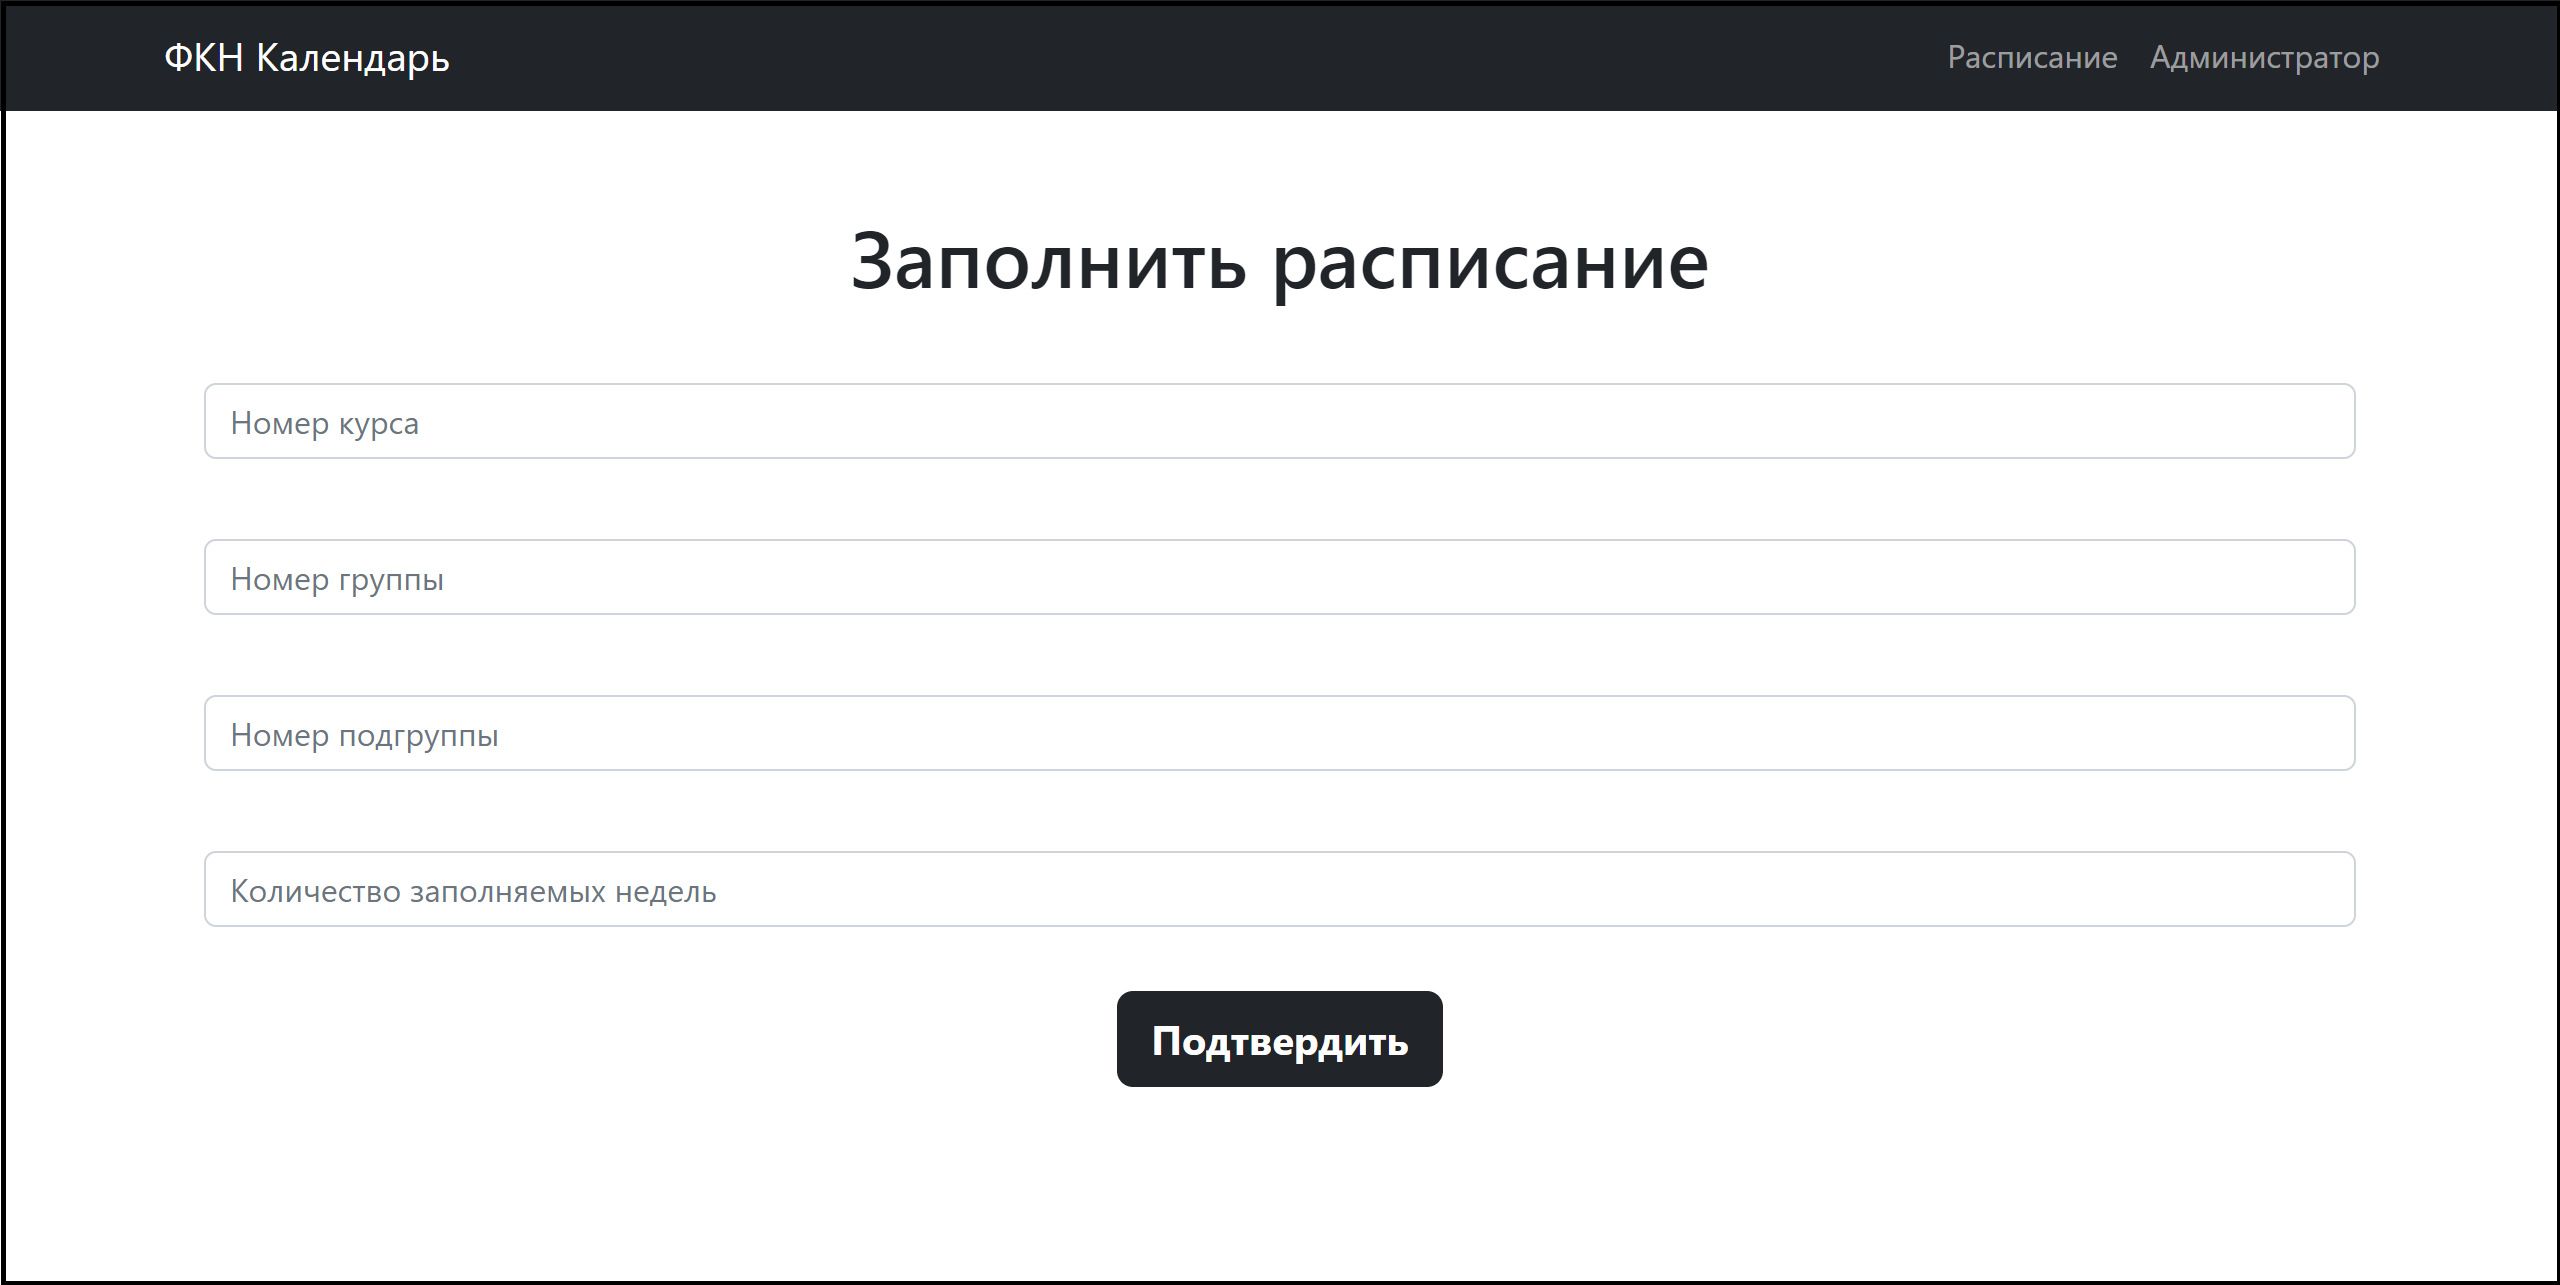 ФКН Календарь
Расписание Администратор
Заполнить расписание
Номер курса
Номер группы
Номер подгруппы
Количество заполняемых недель
Подтвердить